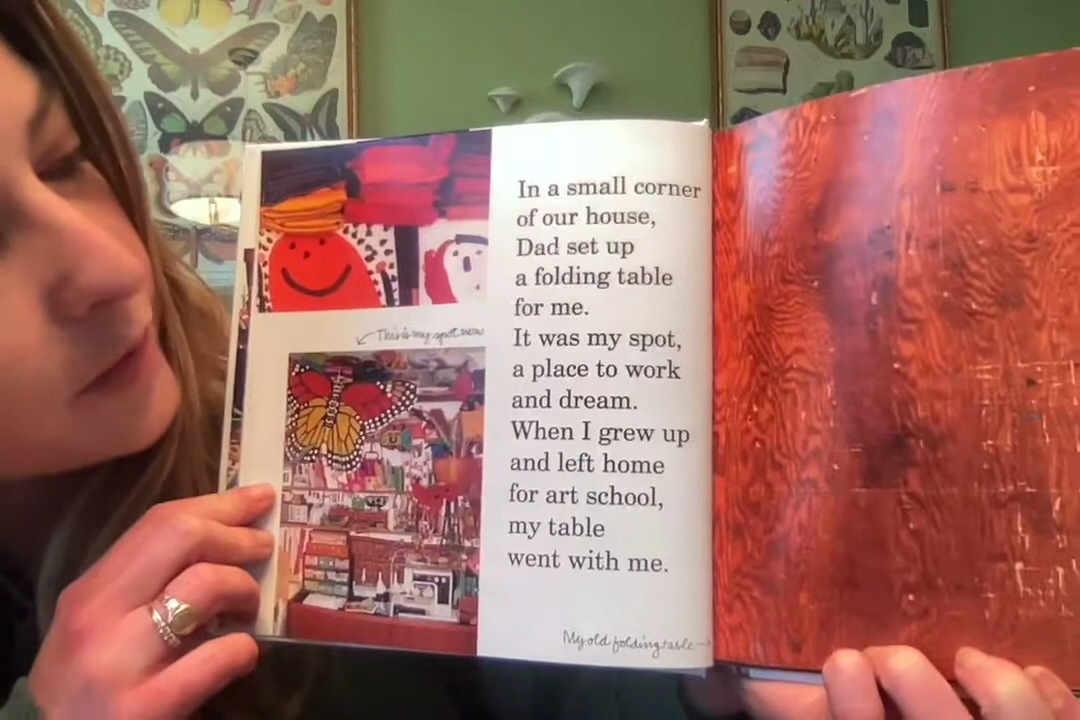 This is my spot now
In a small corner
of our house,
Dad set up
a folding table
for me.
It was my spot,
a place to work
and dream.
When I grew up
and left home
for art school,
my table
went with me.
My old folding table